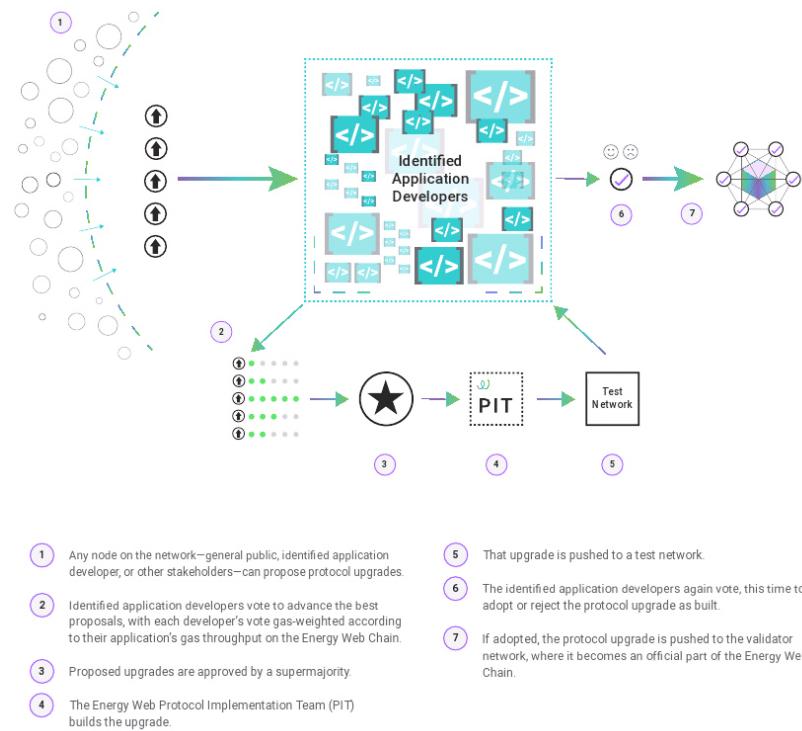 1
</>
</>
</>
</>
</>
</>
</>
</>
</>
Identified
Application
Developers
</>
</>
</>
</>
</>
</>
</>
</>
6
7
2
PIT
Test
Network
3
4
5
1
Any node on the network—general public, identified application
developer, or other stakeholders—can propose protocol upgrades.
2
Identified application developers vote to advance the best
proposals, with each developer's vote gas-weighted according
to their application's gas throughput on the Energy Web Chain.
3
Proposed upgrades are approved by a supermajority.
4
The Energy Web Protocol Implementation Team (PIT)
builds the upgrade.
5
That upgrade is pushed to a test network.
6
The identified application developers again vote, this time to
adopt or reject the protocol upgrade as built.
7
If adopted, the protocol upgrade is pushed to the validator
network, where it becomes an official part of the Energy We
Chain.